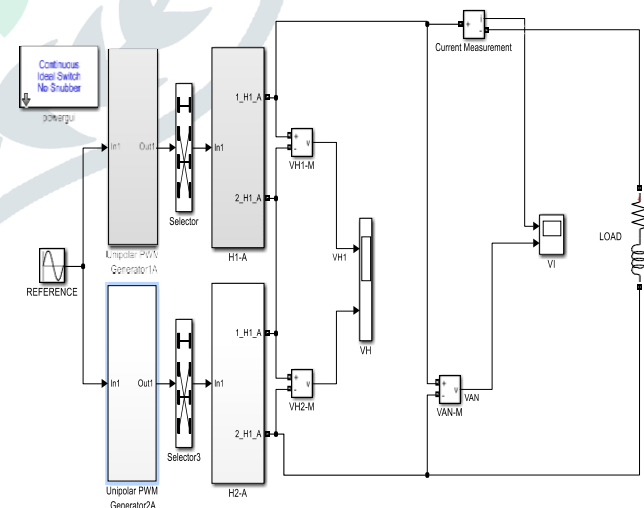 Continuous
Ideal Switch
No Snubber
powergui
Current Measurement
i
+
-
In1
Out1
In1
1_H1_A
2_H1_A
+
-
v
VH1-M
Selector
Unipolar PWM
Generator1A
H1-A
REFERENCE
VH1
VH
LOAD
VI
In1
Out1
In1
1_H1_A
2_H1_A
+
-
v
VH2-M
+
-
v
VAN
VAN-M
Selector3
Unipolar PWM
Generator2A
H2-A